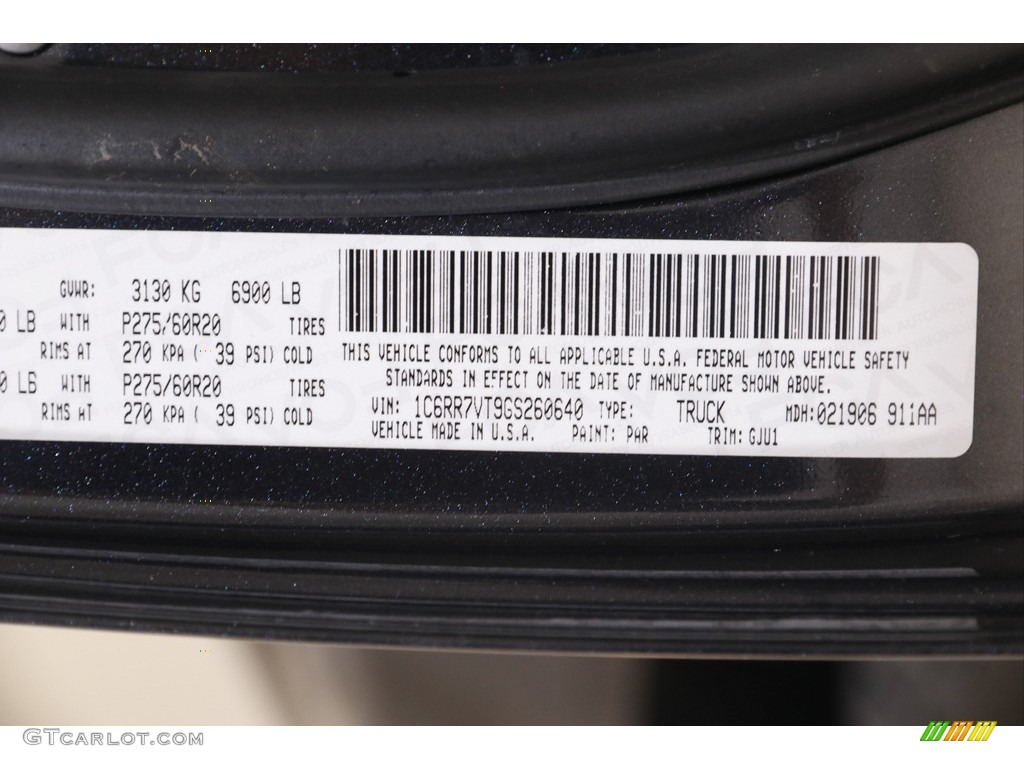 GVWR: 3130 KG 6900 LB
0 LB WITH P275/60R20 TIRES
RIMS AT 270 KPA ( 39 PSI) COLD
0 LB WITH P275/60R20 TIRES
RIMS AT 270 KPA ( 39 PSI) COLD
THIS VEHICLE CONFORMS TO ALL APPLICABLE U.S.A. FEDERAL MOTOR VEHICLE SAFETY
STANDARDS IN EFFECT ON THE DATE OF MANUFACTURE SHOWN ABOVE.
VIN: 1C6RR7VT9GS260640 TYPE: TRUCK MDH:021906 911AA
VEHICLE MADE IN U.S.A. PAINT: PAR TRIM: GJU1
GTCarlot.com